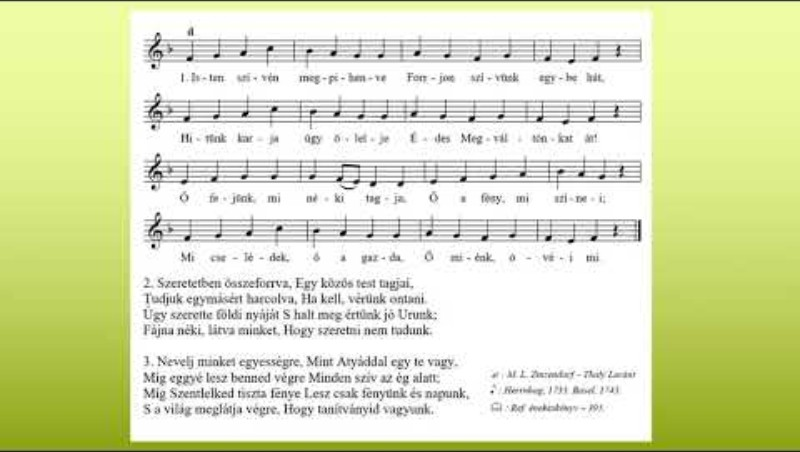 1. Is - ten szi - vén meg - pi - hen - ve For - jon szí - vünk egy - be hát,
Hi - tünk kar - ja úgy ö - lel - je É - des Meg - vál - tón - kat át!
Ő fe - jünk, mi né - ki tag - ja, Ő a fény, mi szí - ne - i;
Mi cse - lé - dek, ő a gaz - da, Ő mi - énk, ö - vé - i mi.
2. Szeretetben összeforrva, Egy közös test tagjai,
Tudjuk egymásért harcolva, Ha kell, vérünk ontani.
Úgy szerette földi nyáját S halt meg értünk jó Urunk;
Fájna néki, látva minket, Hogy szeretni nem tudunk.
3. Nevelj minket egyességre, Mint Atyáddal egy te vagy,
Míg eggyé lesz benned végre Minden szív az ég alatt;
Míg Szentlelked tiszta fénye Lesz csak fényünk és napunk,
S a világ meglátja végre, Hogy tanítványid vagyunk.
: M. L. Zinzendorf – Thaly Loránt
: Herrnhag, 1735. Basel, 1743.
: Ref. énekeskönyv – 395.